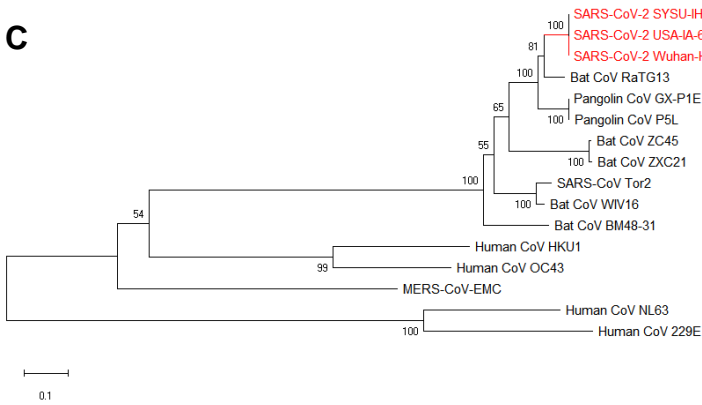 C
SARS-CoV-2 SYSU-IH
100
SARS-CoV-2 USA-IA-6
81
SARS-CoV-2 Wuhan-H
100
Bat CoV RaTG13
Pangolin CoV GX-P1E
65
100
Pangolin CoV P5L
55
Bat CoV ZC45
100
Bat CoV ZXC21
100
SARS-CoV Tor2
100
Bat CoV WIV16
54
Bat CoV BM48-31
Human CoV HKU1
99
Human CoV OC43
MERS-CoV-EMC
Human CoV NL63
100
Human CoV 229E
0.1